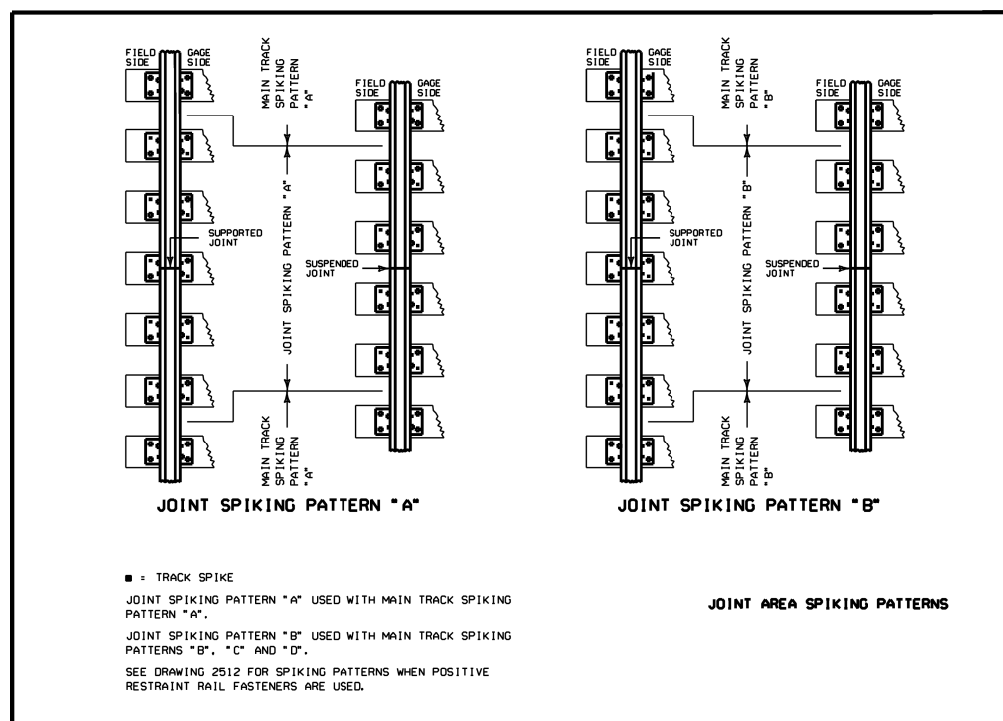 FIELD
SIDE
GAGE
SIDE
MAIN TRACK
SPIKING
PATTERN
"A"
FIELD
SIDE
GAGE
SIDE
JOINT SPIKING PATTERN "A"
SUPPORTED
JOINT
SUSPENDED
JOINT
MAIN TRACK
SPIKING
PATTERN
"A"
JOINT SPIKING PATTERN "A"
FIELD
SIDE
GAGE
SIDE
MAIN TRACK
SPIKING
PATTERN
"B"
FIELD
SIDE
GAGE
SIDE
JOINT SPIKING PATTERN "B"
SUPPORTED
JOINT
SUSPENDED
JOINT
MAIN TRACK
SPIKING
PATTERN
"B"
JOINT SPIKING PATTERN "B"
■ = TRACK SPIKE
JOINT SPIKING PATTERN "A" USED WITH MAIN TRACK SPIKING
PATTERN "A".
JOINT SPIKING PATTERN "B" USED WITH MAIN TRACK SPIKING
PATTERNS "B", "C" AND "D".
SEE DRAWING 2512 FOR SPIKING PATTERNS WHEN POSITIVE
RESTRAINT RAIL FASTENERS ARE USED.
JOINT AREA SPIKING PATTERNS